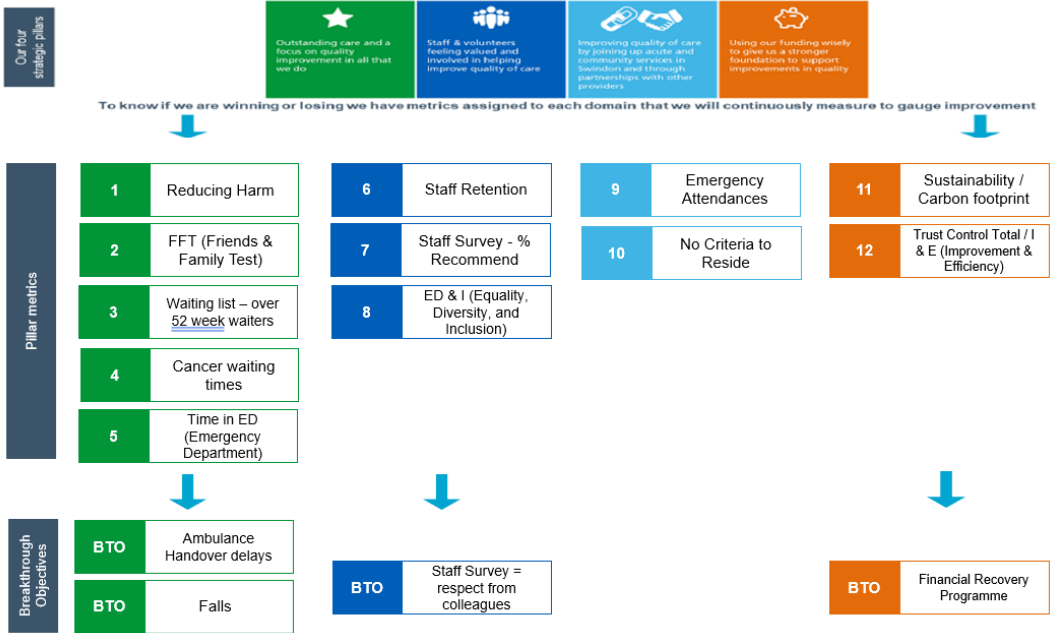 Our four
strategic pillars
Outstanding care and a
focus on quality
improvement in all that
we do
Staff & volunteers
feeling valued and
involved in helping
improve quality of care
Improving quality of care
by joining up acute and
community services in
Swindon and through
partnerships with other
providers
Using our funding wisely
to give us a stronger
foundation to support
improvements in quality
To know if we are winning or losing we have metrics assigned to each domain that we will continuously measure to gauge improvement
Pillar metrics
1
Reducing Harm
2
FFT (Friends &
Family Test)
3
Waiting list – over
52 week waiters
4
Cancer waiting
times
5
Time in ED
(Emergency
Department)
6
Staff Retention
7
Staff Survey - %
Recommend
8
ED & I (Equality,
Diversity, and
Inclusion)
9
Emergency
Attendances
10
No Criteria to
Reside
11
Sustainability /
Carbon footprint
12
Trust Control Total / I
& E (Improvement &
Efficiency)
Breakthrough
Objectives
BTO
Ambulance
Handover delays
BTO
Falls
BTO
Staff Survey =
respect from
colleagues
BTO
Financial Recovery
Programme